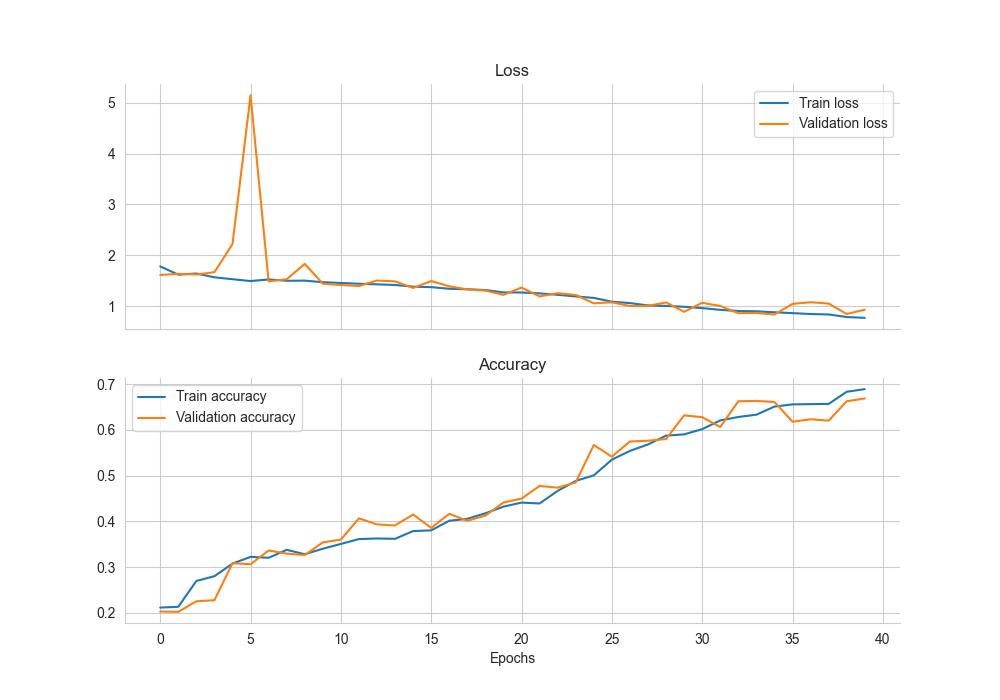 Loss
5
4
3
2
1
Train loss
Validation loss
Accuracy
0.7
0.6
0.5
0.4
0.3
0.2
Train accuracy
Validation accuracy
0 5 10 15 20 25 30 35 40
Epochs